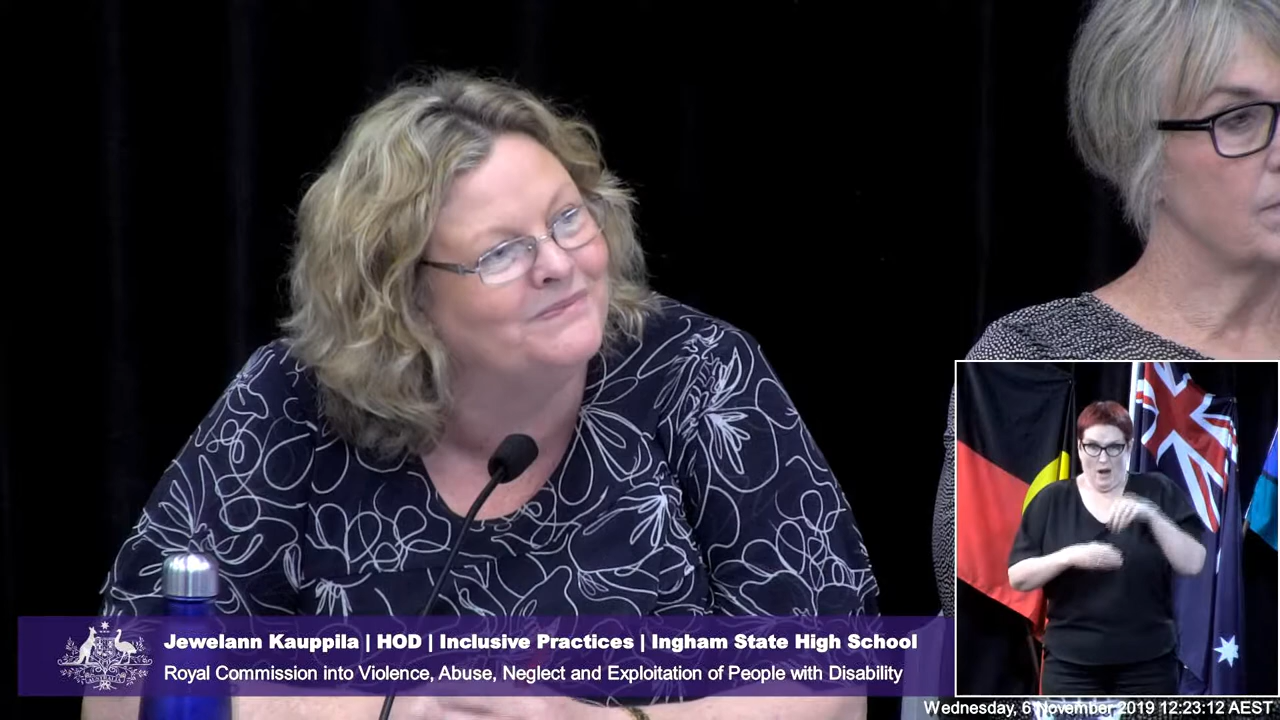 Jewelann Kauppila | HOD | Inclusive Practices | Ingham State High School
Royal Commission into Violence, Abuse, Neglect and Exploitation of People with Disability
Wednesday, 6 November 2019 12:23:12 AEST